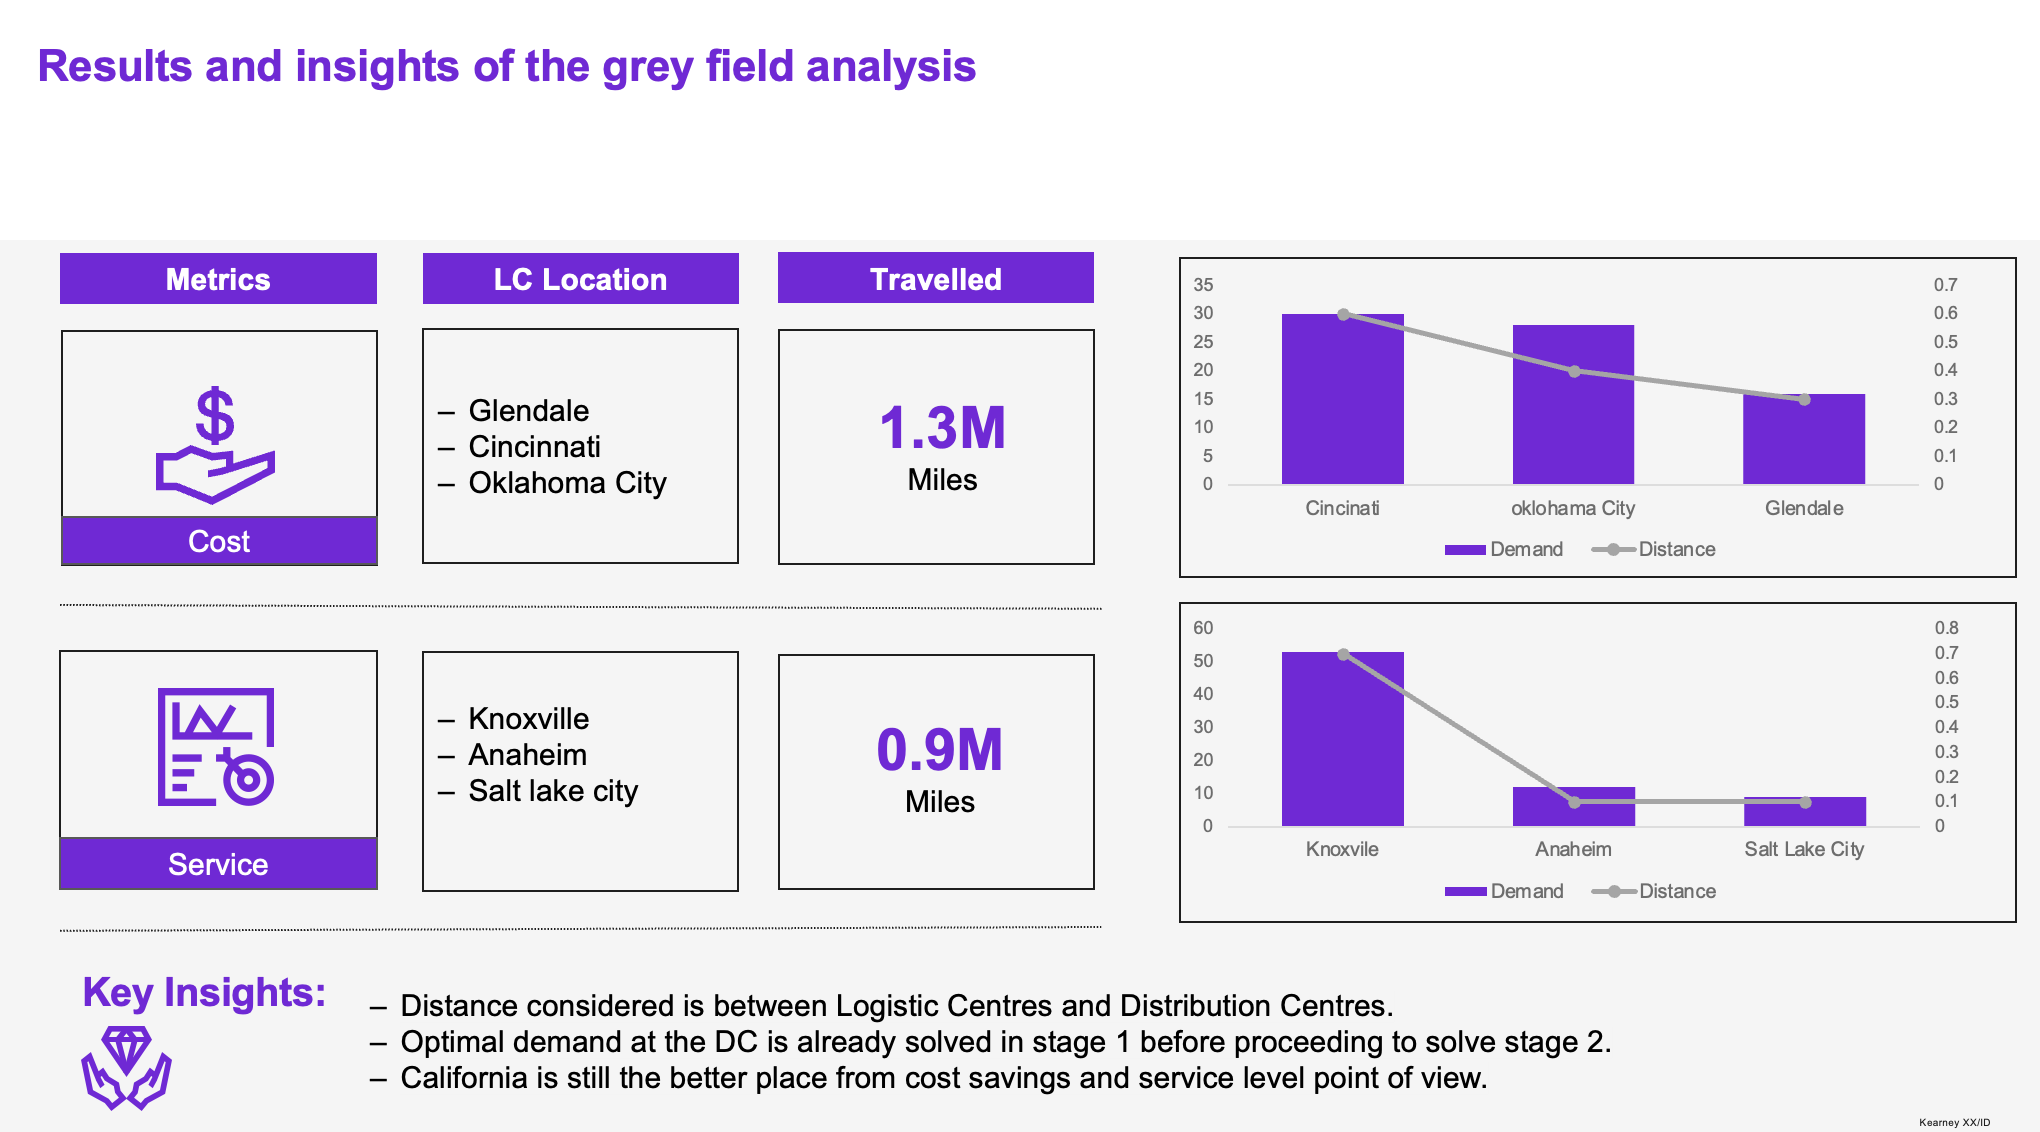 Results and insights of the grey field analysis
Metrics
LC Location
Travelled
Cost
– Glendale
– Cincinnati
– Oklahoma City
1.3M
Miles
35
30
25
20
15
10
5
0
0.7
0.6
0.5
0.4
0.3
0.2
0.1
0
Cincinati
oklohama City
Glendale
Demand
Distance
Service
– Knoxville
– Anaheim
– Salt lake city
0.9M
Miles
60
50
40
30
20
10
0
0.8
0.7
0.6
0.5
0.4
0.3
0.2
0.1
0
Knoxvile
Anaheim
Salt Lake City
Demand
Distance
Key Insights:
– Distance considered is between Logistic Centres and Distribution Centres.
– Optimal demand at the DC is already solved in stage 1 before proceeding to solve stage 2.
– California is still the better place from cost savings and service level point of view.
Kearney XX/ID